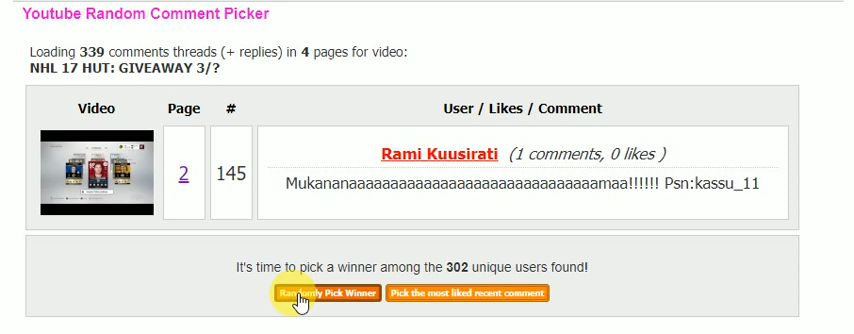 Youtube Random Comment Picker
Loading 339 comments threads (+ replies) in 4 pages for video:
NHL 17 HUT: GIVEAWAY 3/?
Video Page # User / Likes / Comment
2 145 Rami Kuusirati (1 comments, 0 likes )
Mukananaaaaaaaaaaaaaaaaaaaaaaaaaaaaaamaa!!!!!! Psn:kassu_11
It's time to pick a winner among the 302 unique users found!
Randomly Pick Winner Pick the most liked recent comment